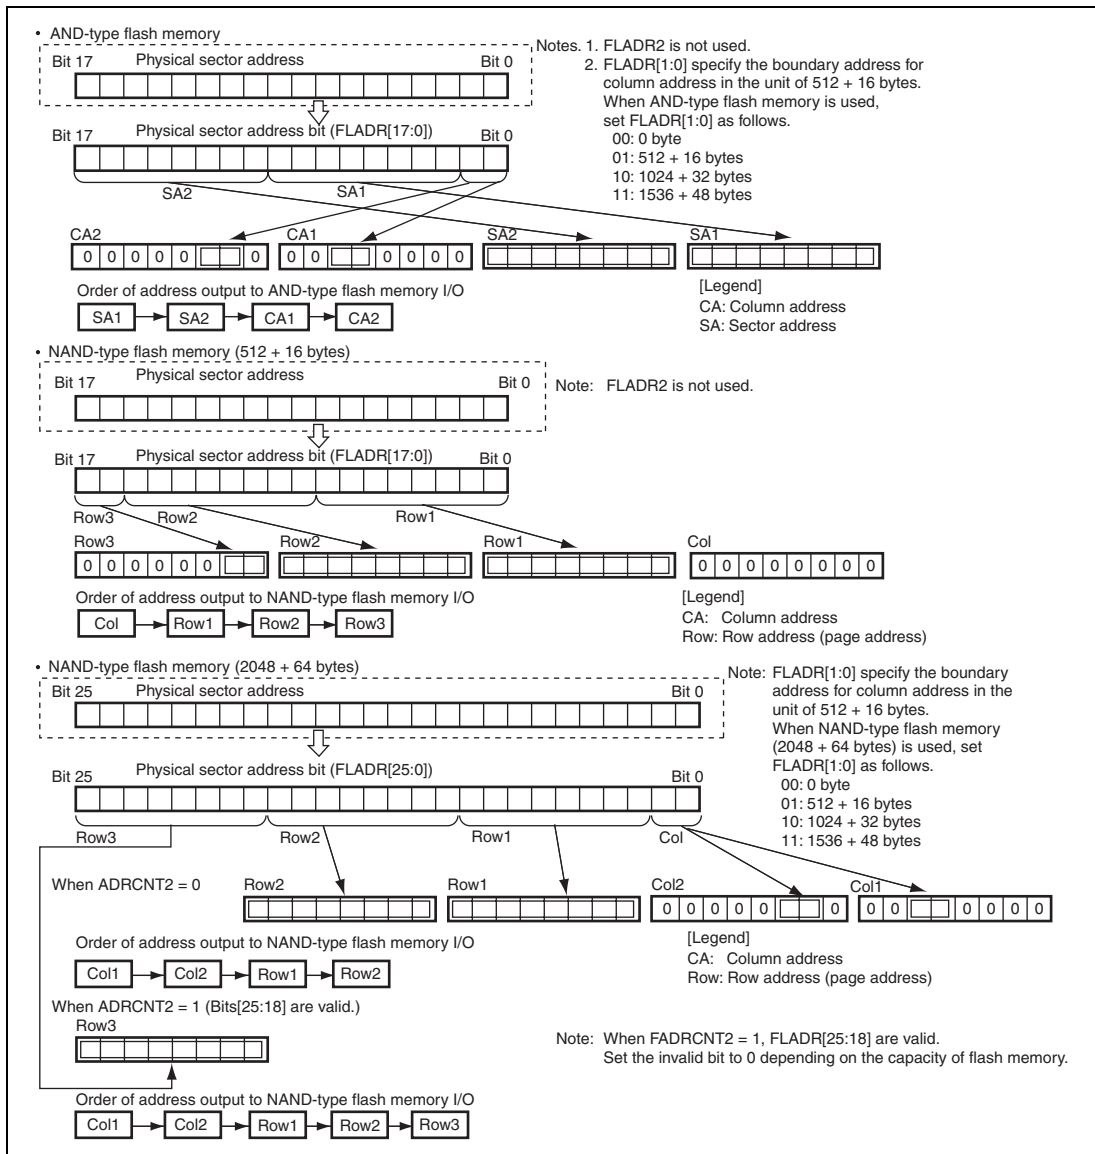 • AND-type flash memory
Bit 17 Physical sector address Bit 0
Notes. 1. FLADR2 is not used.
2. FLADR[1:0] specify the boundary address for
column address in the unit of 512 + 16 bytes.
When AND-type flash memory is used,
set FLADR[1:0] as follows.
00: 0 byte
01: 512 + 16 bytes
10: 1024 + 32 bytes
11: 1536 + 48 bytes
Bit 17 Physical sector address bit (FLADR[17:0]) Bit 0
SA2 SA1
CA2 CA1 SA2 SA1
0 0 0 0 0 0 0 0 0 0 0 0
Order of address output to AND-type flash memory I/O
SA1 SA2 CA1 CA2
[Legend]
CA: Column address
SA: Sector address
• NAND-type flash memory (512 + 16 bytes)
Bit 17 Physical sector address Bit 0
Note: FLADR2 is not used.
Bit 17 Physical sector address bit (FLADR[17:0]) Bit 0
Row3 Row2 Row1
Row3 Row2 Row1 Col
0 0 0 0 0 0 0 0 0 0 0 0 0 0
Order of address output to NAND-type flash memory I/O
Col Row1 Row2 Row3
[Legend]
CA: Column address
Row: Row address (page address)
• NAND-type flash memory (2048 + 64 bytes)
Bit 25 Physical sector address Bit 0
Note: FLADR[1:0] specify the boundary
address for column address in the
unit of 512 + 16 bytes.
When NAND-type flash memory
(2048 + 64 bytes) is used, set
FLADR[1:0] as follows.
00: 0 byte
01: 512 + 16 bytes
10: 1024 + 32 bytes
11: 1536 + 48 bytes
Bit 25 Physical sector address bit (FLADR[25:0]) Bit 0
Row3 Row2 Row1 Col
When ADRCNT2 = 0
Row2 Row1 Col2 Col1
0 0 0 0 0 0 0 0 0 0 0 0
Order of address output to NAND-type flash memory I/O
Col1 Col2 Row1 Row2
[Legend]
CA: Column address
Row: Row address (page address)
When ADRCNT2 = 1 (Bits[25:18] are valid.)
Row3
Note: When FADRCNT2 = 1, FLADR[25:18] are valid.
Set the invalid bit to 0 depending on the capacity of flash memory.
Order of address output to NAND-type flash memory I/O
Col1 Col2 Row1 Row2 Row3